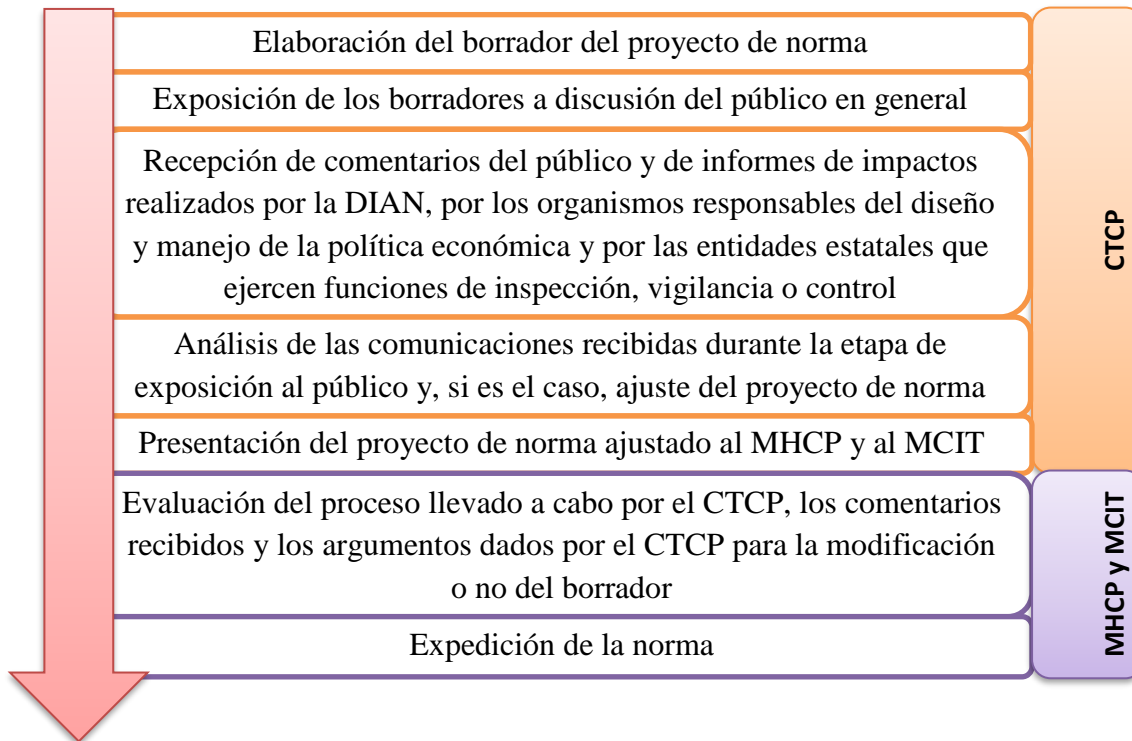 Elaboración del borrador del proyecto de norma
Exposición de los borradores a discusión del público en general
Recepción de comentarios del público y de informes de impactos
realizados por la DIAN, por los organismos responsables del diseño
y manejo de la política económica y por las entidades estatales que
ejercen funciones de inspección, vigilancia o control
Análisis de las comunicaciones recibidas durante la etapa de
exposición al público y, si es el caso, ajuste del proyecto de norma
Presentación del proyecto de norma ajustado al MHCP y al MCIT
CTCP
Evaluación del proceso llevado a cabo por el CTCP, los comentarios
recibidos y los argumentos dados por el CTCP para la modificación
o no del borrador
Expedición de la norma
MHCP y MCIT